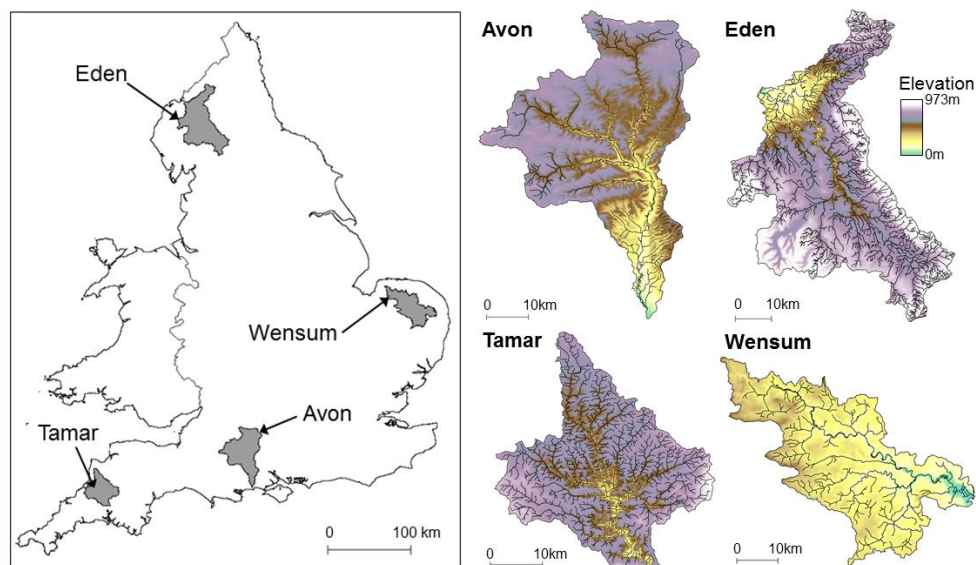 Eden
Wensum
Avon
Tamar
0 100 km
Avon
0 10km
Eden
Elevation
973m
0m
0 10km
Tamar
0 10km
Wensum
0 10km